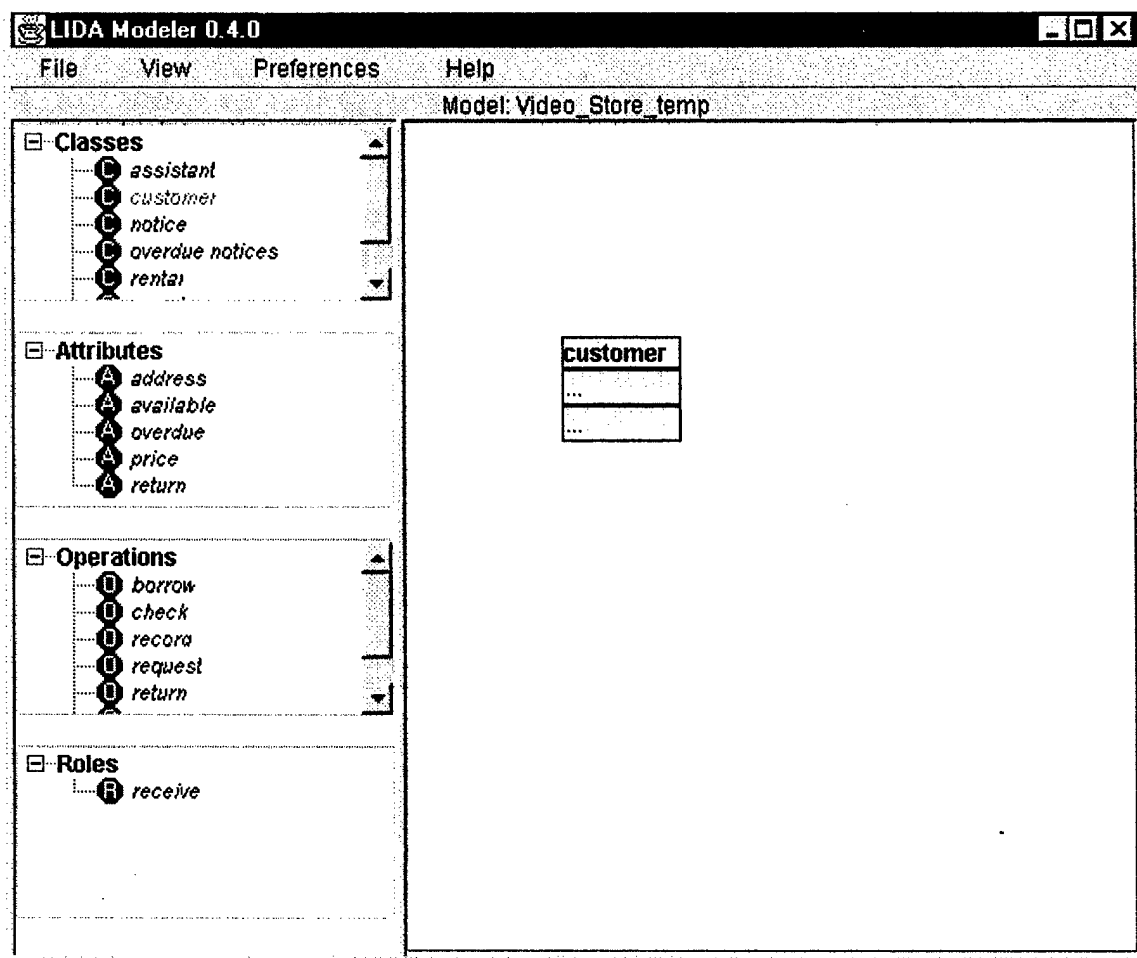 LIDA Modeler 0.4.0
File View Preferences Help
Model: Video_Store_temp
Classes
C assistant
C customer
C notice
C overdue notices
C rental
Attributes
A address
A available
A overdue
A price
A return
Operations
O borrow
O check
O record
O request
O return
Roles
R receive
customer
...
...